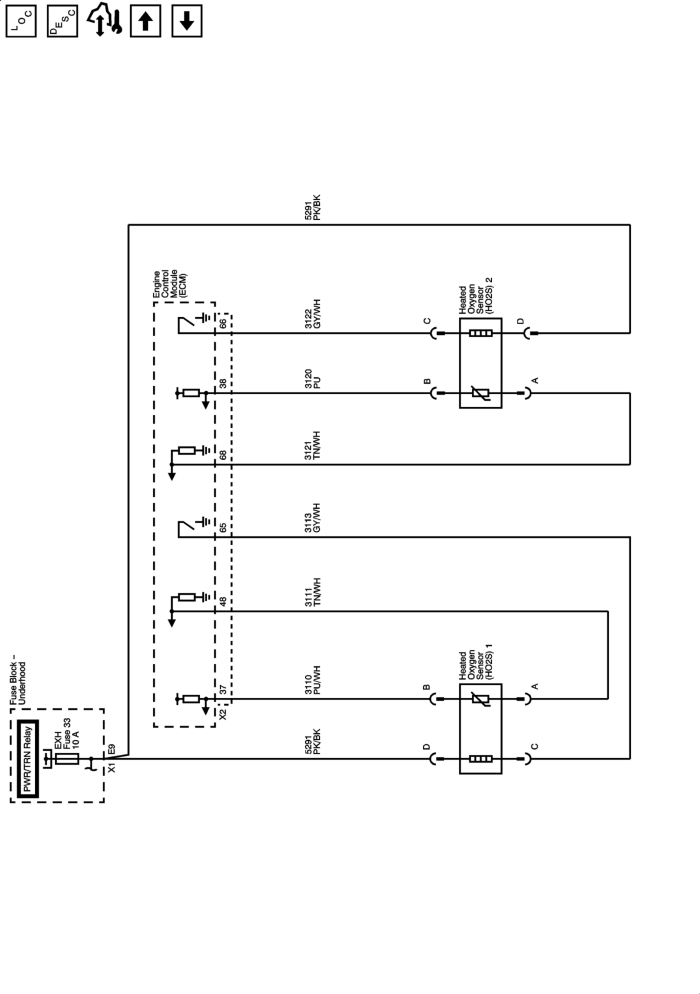 LOC
DESC
Fuse Block –
Underhood
PWR/TRN Relay
EXH
Fuse 33
10 A
X1
E9
Engine
Control
Module
(ECM)
X2
37
48
65
68
38
66
5291
PK/BK
3110
PU/WH
3111
TN/WH
3113
GY/WH
3121
TN/WH
3120
PU
3122
GY/WH
5291
PK/BK
D
B
B
C
Heated
Oxygen
Sensor
(HO2S) 1
Heated
Oxygen
Sensor
(HO2S) 2
C
A
A
D